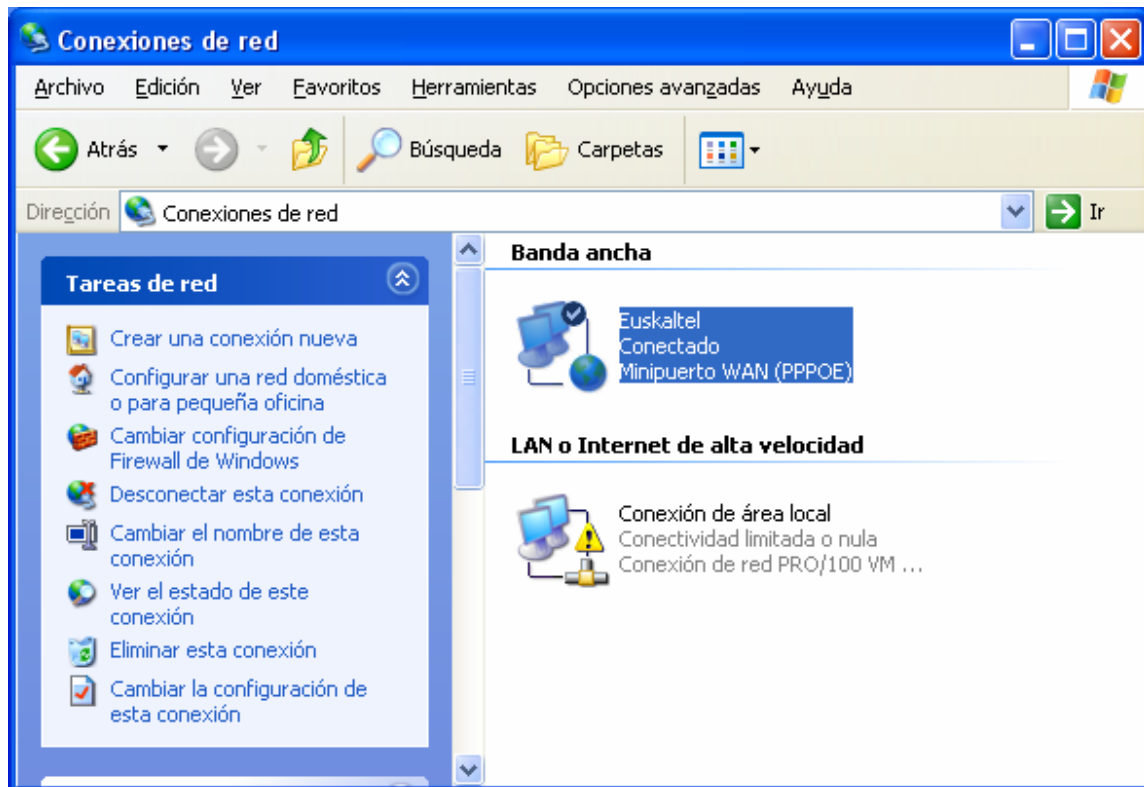 Conexiones de red
Archivo Edición Ver Favoritos Herramientas Opciones avanzadas Ayuda
Atrás Búsqueda Carpetas
Dirección Conexiones de red Ir
Tareas de red
Crear una conexión nueva
Configurar una red doméstica
o para pequeña oficina
Cambiar configuración de
Firewall de Windows
Desconectar esta conexión
Cambiar el nombre de esta
conexión
Ver el estado de este
conexión
Eliminar esta conexión
Cambiar la configuración de
esta conexión
Banda ancha
Euskaltel
Conectado
Minipuerto WAN (PPPOE)
LAN o Internet de alta velocidad
Conexión de área local
Conectividad limitada o nula
Conexión de red PRO/100 VM ...